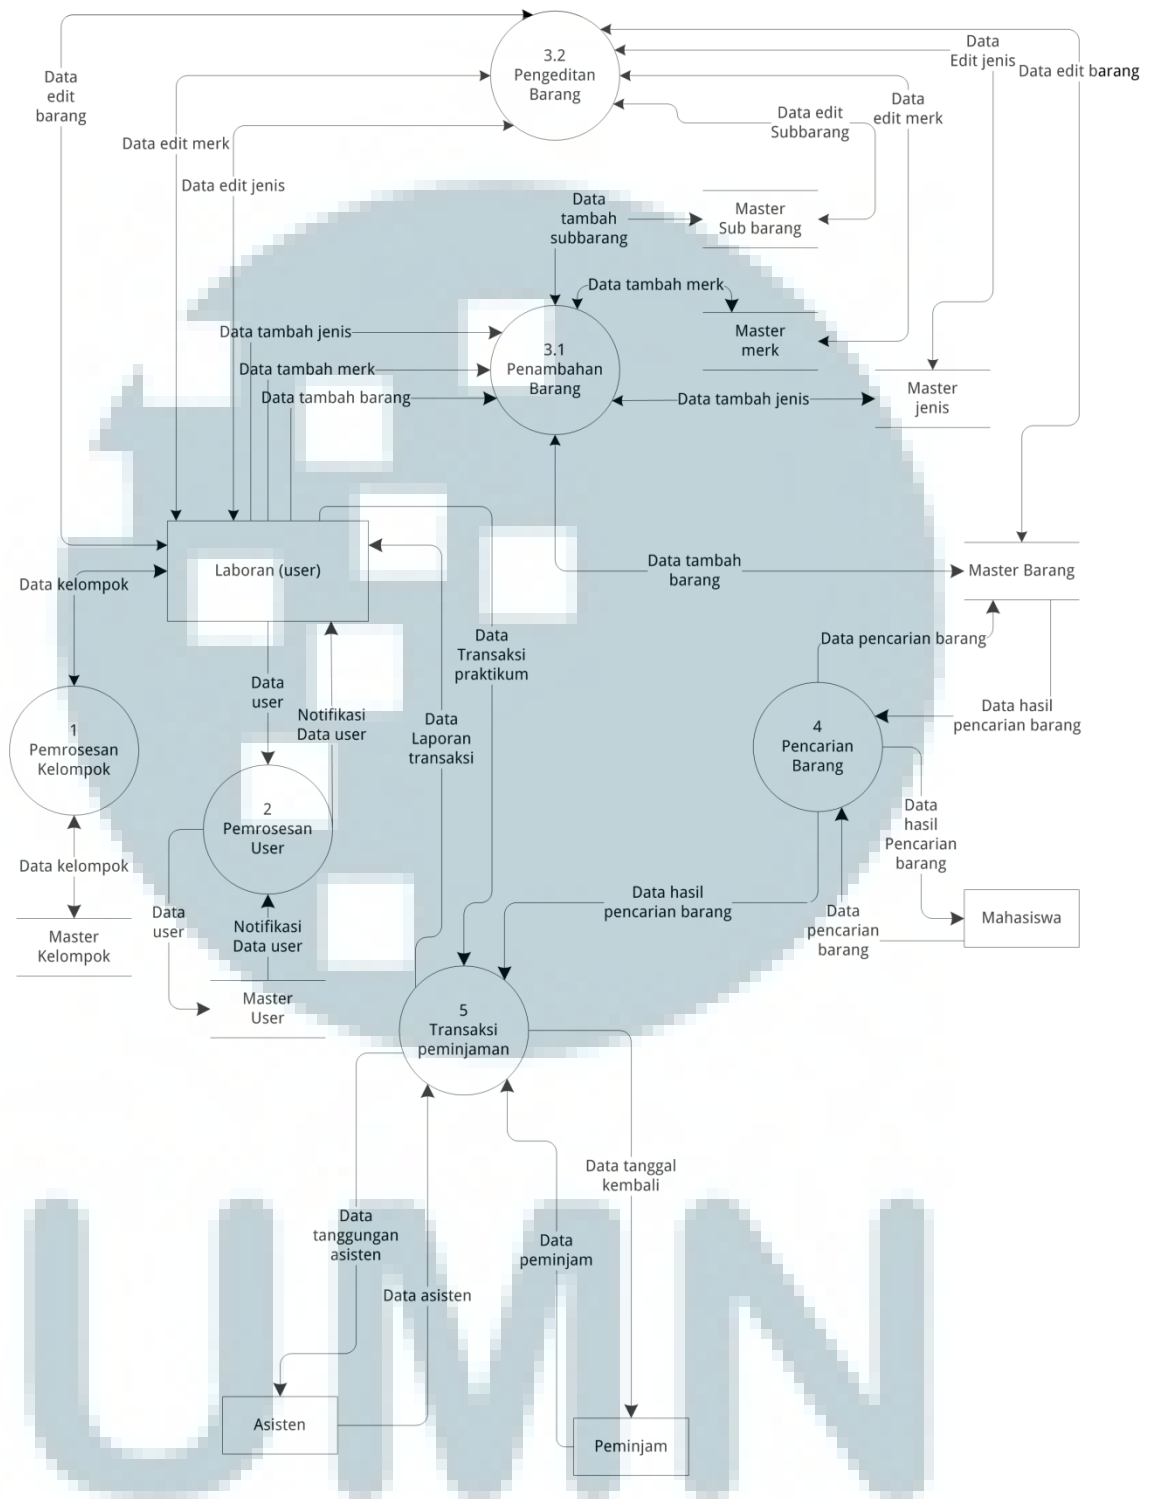 3.2
Pengeditan
Barang
Data
Edit jenis
Data edit barang
Data
edit
barang
Data
edit merk
Data edit
Subbarang
Data edit merk
Data edit jenis
Data
tambah
subbarang
Master
Sub barang
Data tambah merk
Data tambah jenis
Master
merk
3.1
Penambahan
Barang
Data tambah merk
Data tambah barang
Data tambah jenis
Master
jenis
Laboran (user)
Data tambah
barang
Master Barang
Data kelompok
Data
Transaksi
praktikum
Data pencarian barang
Data
user
Notifikasi
Data user
Data
Laporan
transaksi
Data hasil
pencarian barang
1
Pemrosesan
Kelompok
4
Pencarian
Barang
2
Pemrosesan
User
Data
hasil
Pencarian
barang
Data kelompok
Data hasil
pencarian barang
Data
user
Notifikasi
Data user
Data
pencarian
barang
Mahasiswa
Master
Kelompok
Master
User
5
Transaksi
peminjaman
Data tanggal
kembali
Data
tanggungan
asisten
Data
peminjam
Data asisten
Asisten
Peminjam
UMN